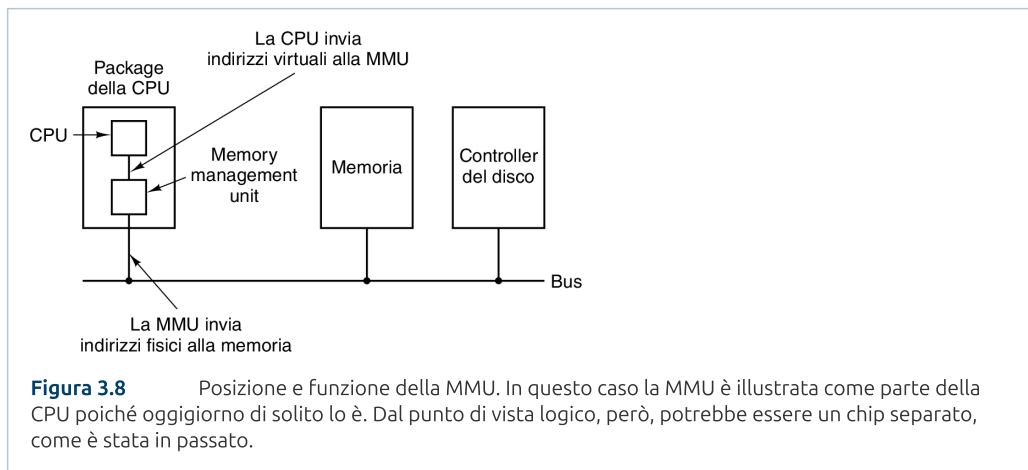 La CPU invia
indirizzi virtuali alla MMU
Package
della CPU
CPU
Memory
management
unit
Memoria
Controller
del disco
Bus
La MMU invia
indirizzi fisici alla memoria
Figura 3.8 Posizione e funzione della MMU. In questo caso la MMU è illustrata come parte della
CPU poiché oggigiorno di solito lo è. Dal punto di vista logico, però, potrebbe essere un chip separato,
come è stata in passato.